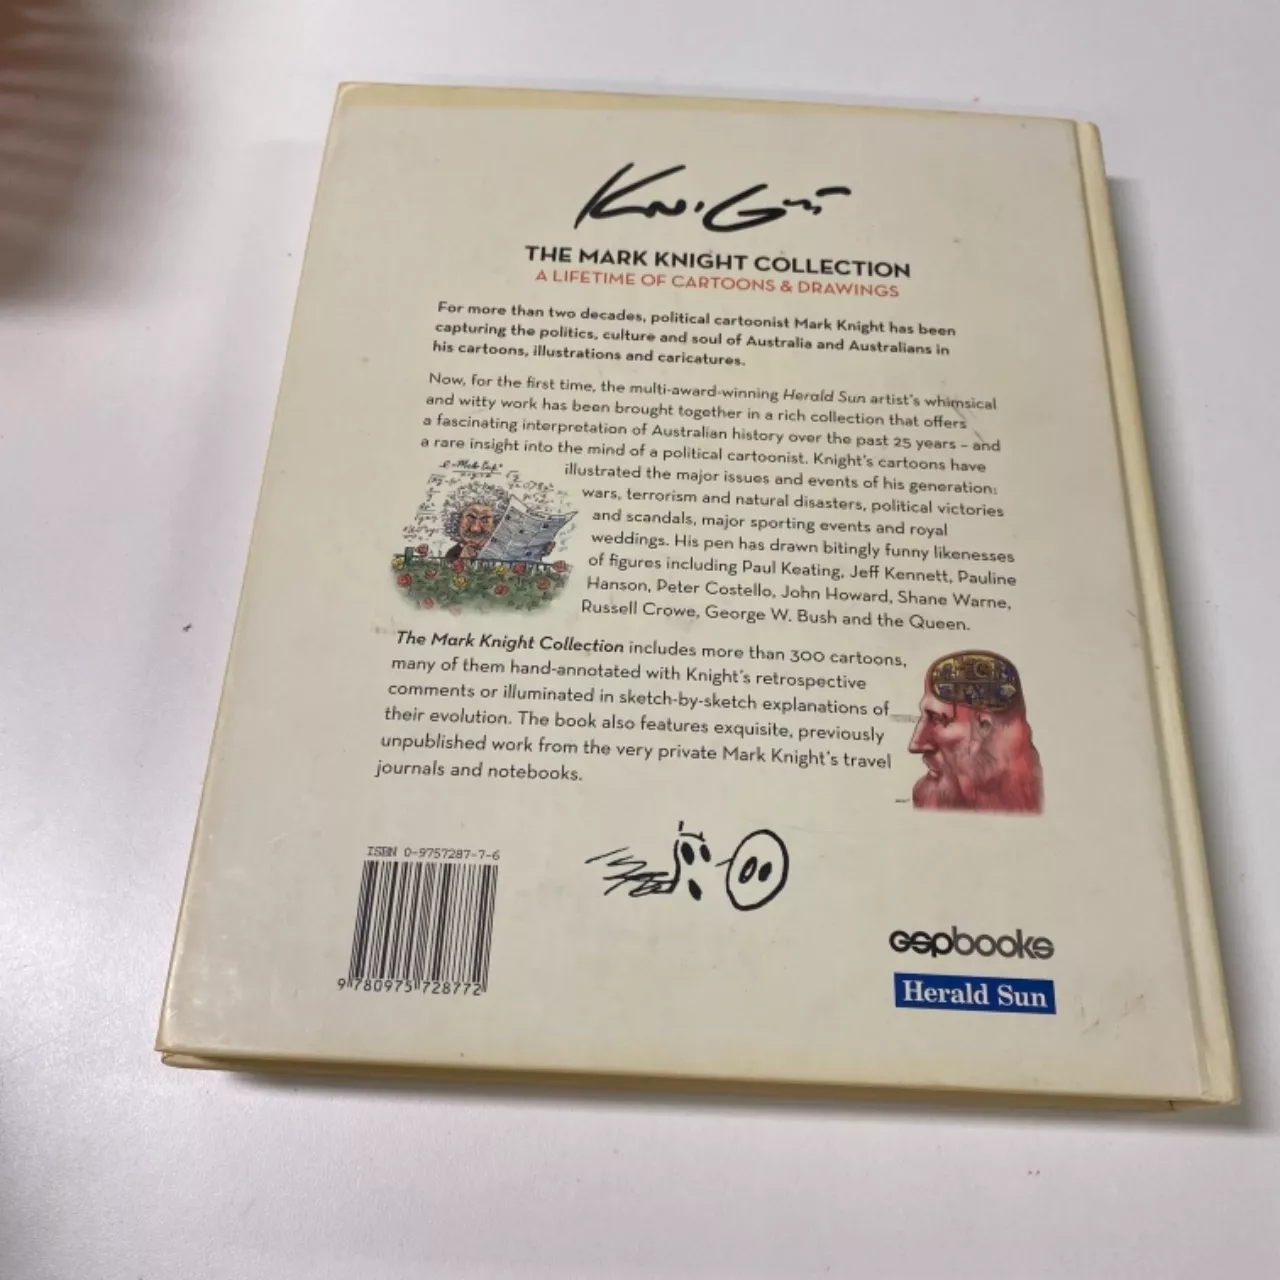 KNIGHT
THE MARK KNIGHT COLLECTION
A LIFETIME OF CARTOONS & DRAWINGS
For more than two decades, political cartoonist Mark Knight has been
capturing the politics, culture and soul of Australia and Australians in
his cartoons, illustrations and caricatures.
Now, for the first time, the multi-award-winning Herald Sun artist's whimsical
and witty work has been brought together in a rich collection that offers
a fascinating interpretation of Australian history over the past 25 years – and
a rare insight into the mind of a political cartoonist. Knight's cartoons have
illustrated the major issues and events of his generation:
wars, terrorism and natural disasters, political victories
and scandals, major sporting events and royal
weddings. His pen has drawn bitingly funny likenesses
of figures including Paul Keating, Jeff Kennett, Pauline
Hanson, Peter Costello, John Howard, Shane Warne,
Russell Crowe, George W. Bush and the Queen.
The Mark Knight Collection includes more than 300 cartoons,
many of them hand-annotated with Knight's retrospective
comments or illuminated in sketch-by-sketch explanations of
their evolution. The book also features exquisite, previously
unpublished work from the very private Mark Knight's travel
journals and notebooks.
ISBN 0-9757287-7-6
9 780975 728772
GSPbooks
Herald Sun